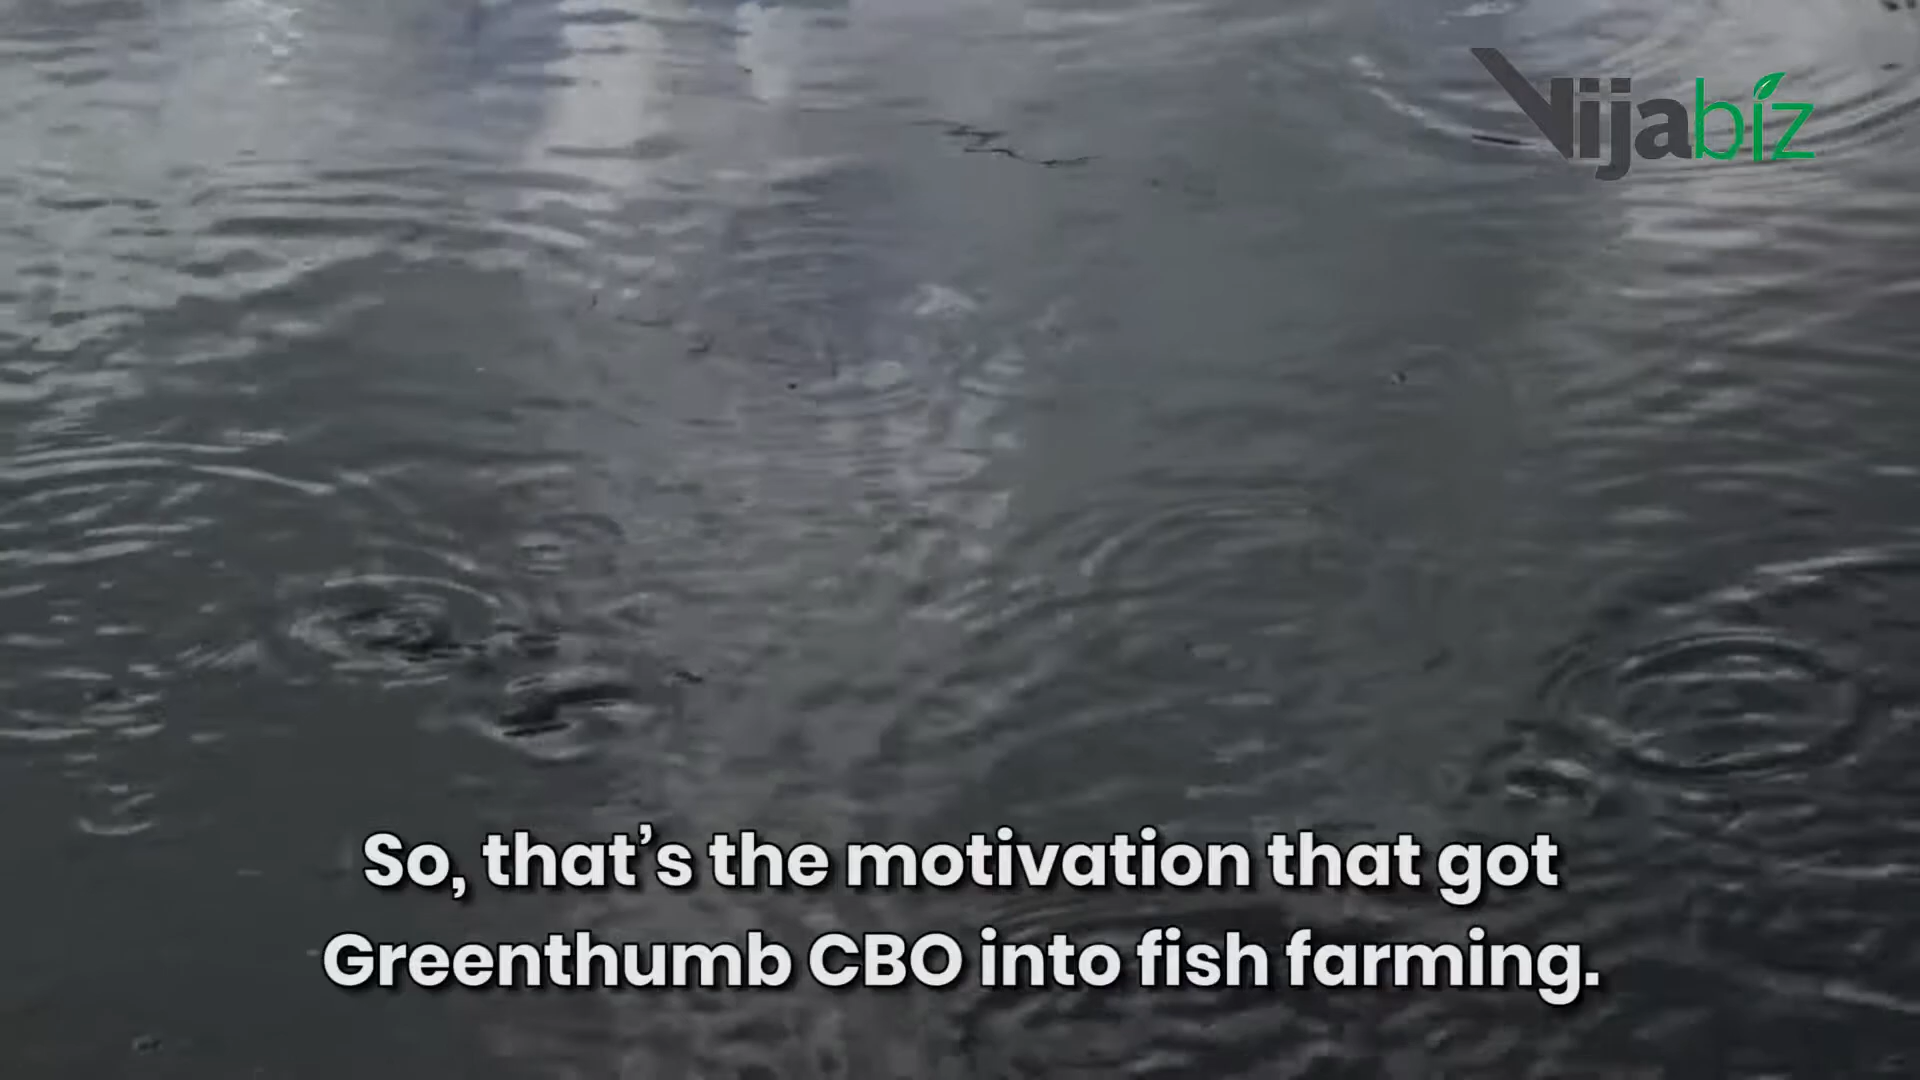 Vijabiz
So, that's the motivation that got
Greenthumb CBO into fish farming.